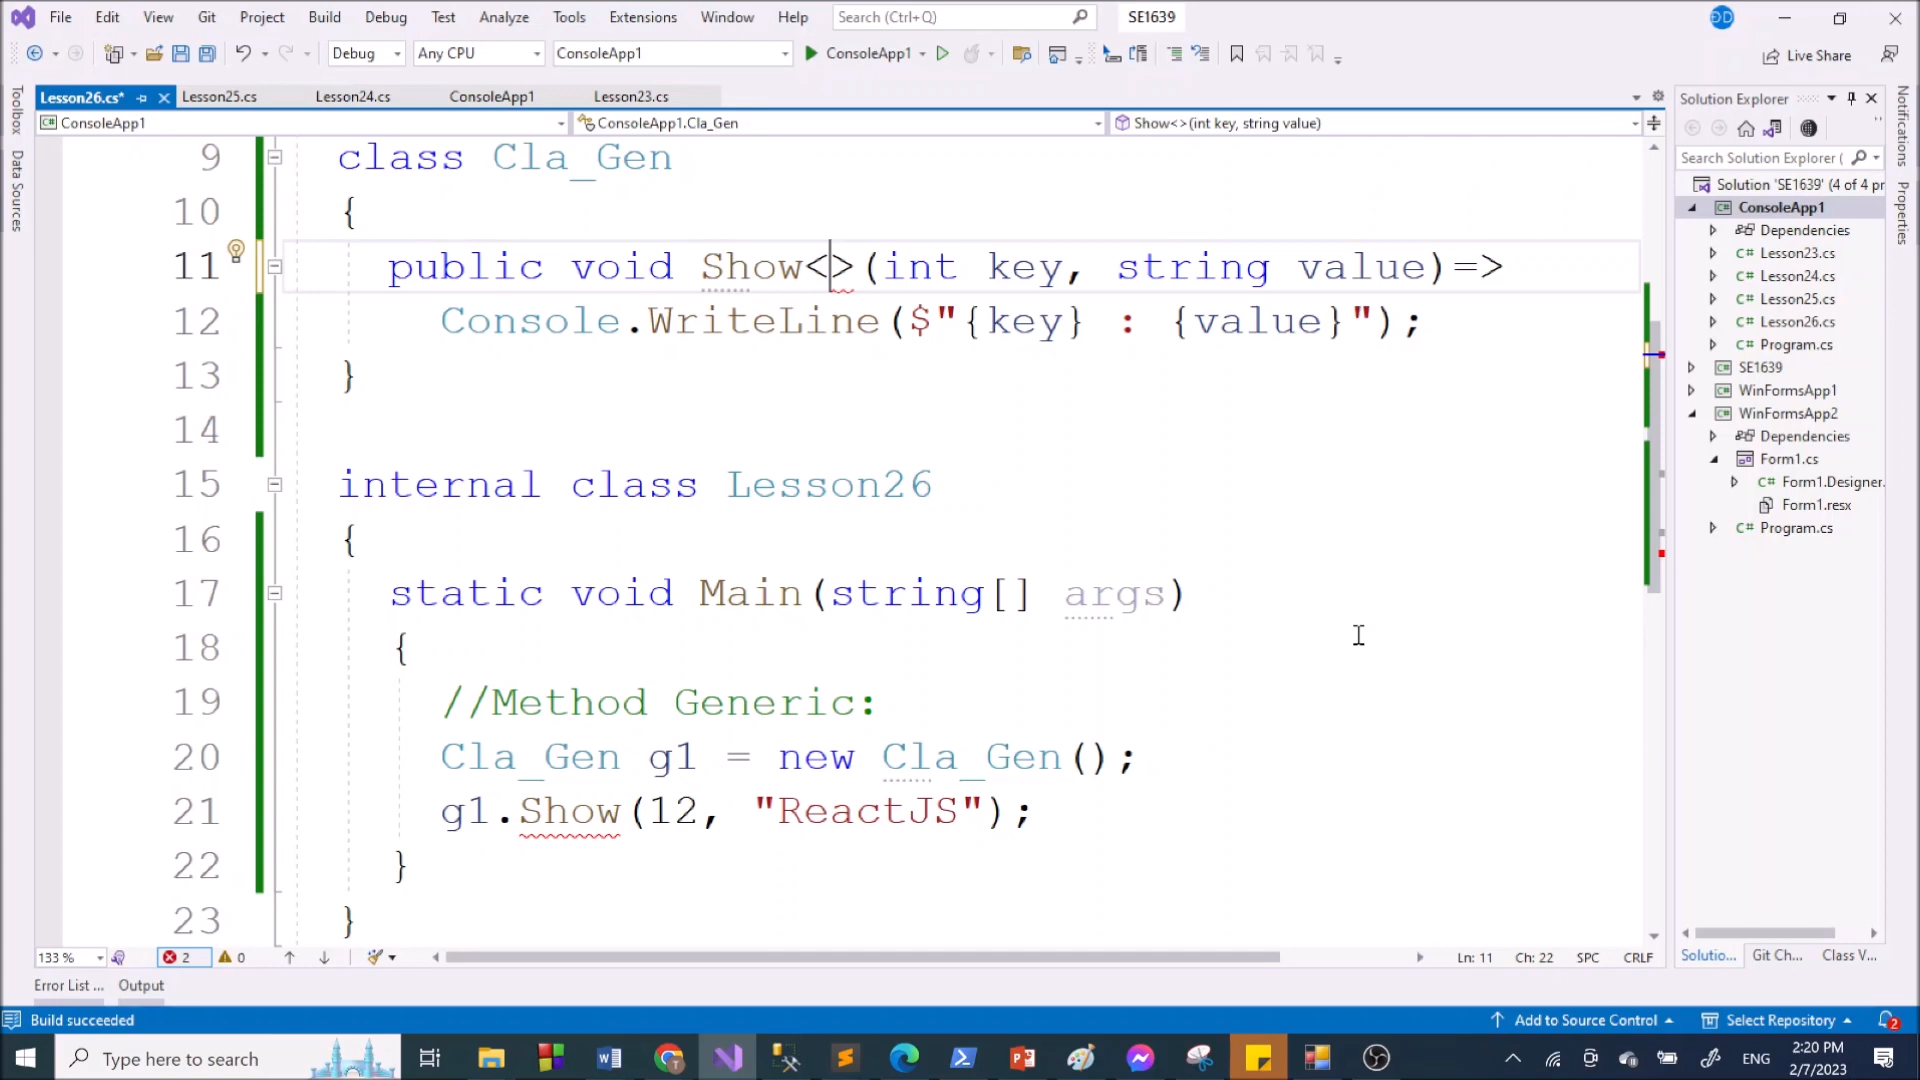 File Edit View Git Project Build Debug Test Analyze Tools Extensions Window Help Search (Ctrl+Q) SE1639 ĐD
Debug Any CPU ConsoleApp1 ConsoleApp1 Live Share
Lesson26.cs* Lesson25.cs Lesson24.cs ConsoleApp1 Lesson23.cs
ConsoleApp1 ConsoleApp1.Cla_Gen Show<>(int key, string value)
Toolbox
Data Sources
9 class Cla_Gen
10 {
11 public void Show<>(int key, string value)=>
12 Console.WriteLine($"{key} : {value}");
13 }
14
15 internal class Lesson26
16 {
17 static void Main(string[] args)
18 {
19 //Method Generic:
20 Cla_Gen g1 = new Cla_Gen();
21 g1.Show(12, "ReactJS");
22 }
23 }
133 % 2 0 Ln: 11 Ch: 22 SPC CRLF
Solution Explorer
Search Solution Explorer (
Solution 'SE1639' (4 of 4 pr
ConsoleApp1
Dependencies
C# Lesson23.cs
C# Lesson24.cs
C# Lesson25.cs
C# Lesson26.cs
C# Program.cs
SE1639
WinFormsApp1
WinFormsApp2
Dependencies
Form1.cs
C# Form1.Designer.
Form1.resx
C# Program.cs
Solutio... Git Ch... Class V...
Notifications
Properties
Error List ... Output
Build succeeded Add to Source Control Select Repository 2
Type here to search ENG 2:20 PM
2/7/2023